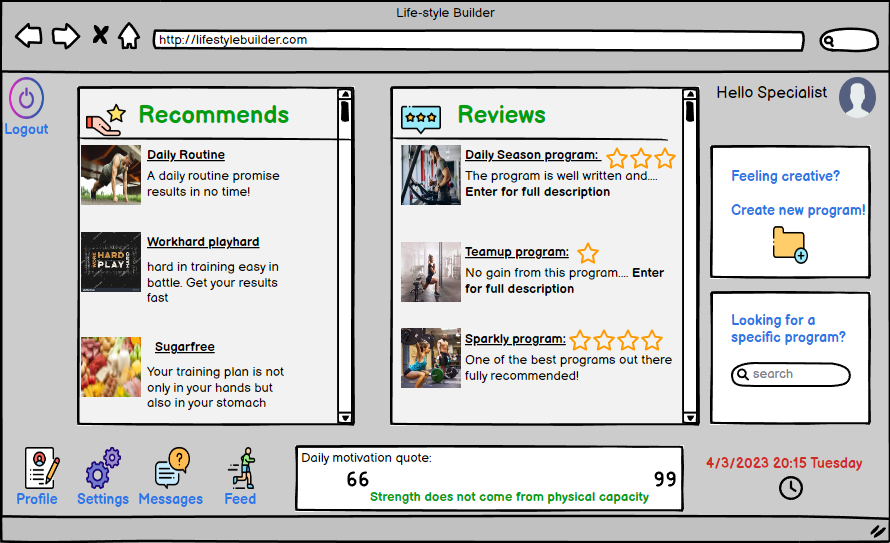 Life-style Builder
http://lifestylebuilder.com
Logout
Recommends
Daily Routine
A daily routine promise
results in no time!
Workhard playhard
WORK HARD PLAY HARD
hard in training easy in
battle. Get your results
fast
Sugarfree
Your training plan is not
only in your hands but
also in your stomach
Reviews
Daily Season program:
The program is well written and....
Enter for full description
Teamup program:
No gain from this program.... Enter
for full description
Sparkly program:
One of the best programs out there
fully recommended!
Hello Specialist
Feeling creative?
Create new program!
Looking for a
specific program?
search
Profile
Settings
Messages
Feed
Daily motivation quote:
66 99
Strength does not come from physical capacity
4/3/2023 20:15 Tuesday